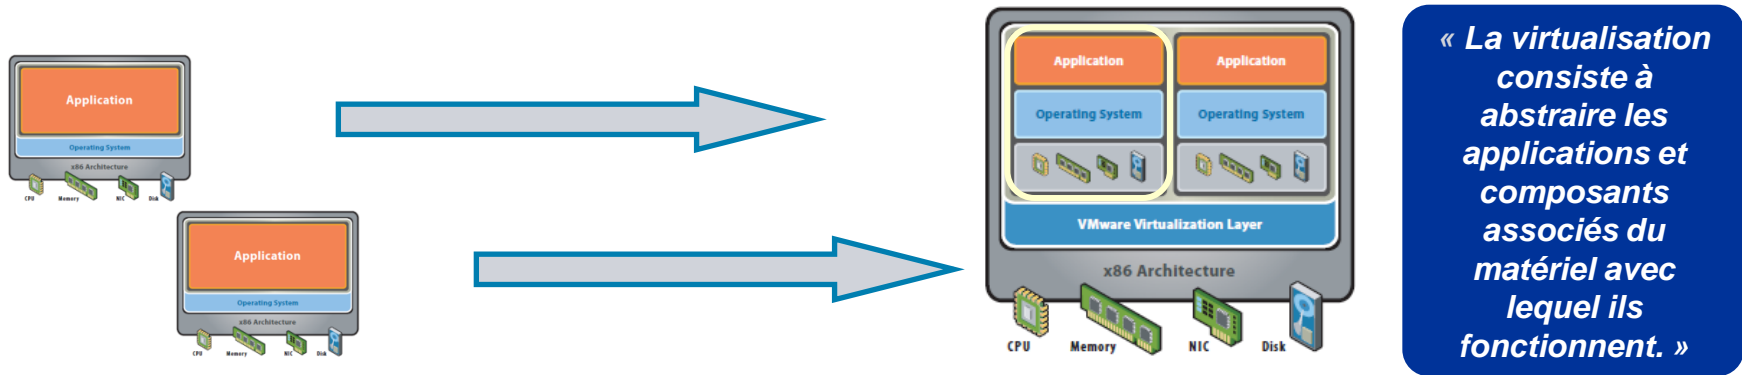 Application
Operating System
x86 Architecture
CPU Memory NIC Disk
Application
Operating System
x86 Architecture
CPU Memory NIC Disk
Application Application
Operating System Operating System
VMware Virtualization Layer
x86 Architecture
CPU Memory NIC Disk
« La virtualisation
consiste à
abstraire les
applications et
composants
associés du
matériel avec
lequel ils
fonctionnent. »